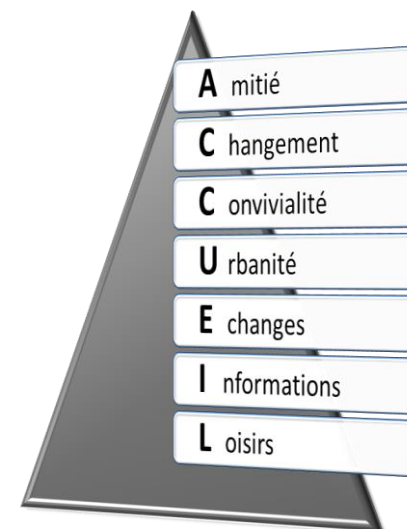 A mitié
C hangement
C onvivialité
U rbanité
E changes
I nformations
L oisirs